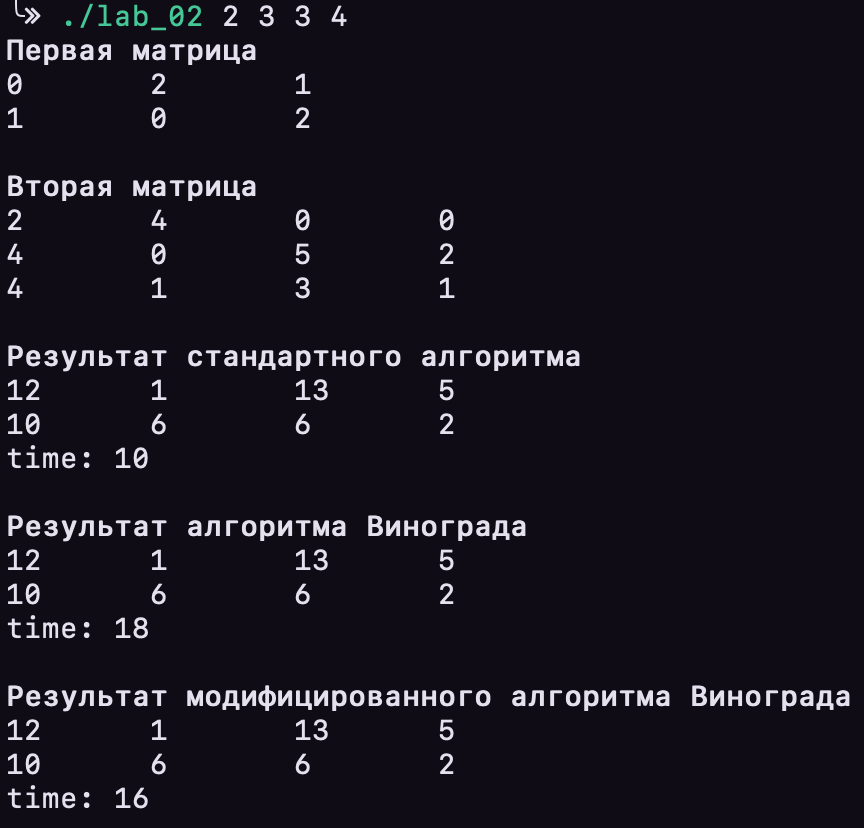 ╰─» ./lab_02 2 3 3 4
Первая матрица
0 2 1
1 0 2
Вторая матрица
2 4 0 0
4 0 5 2
4 1 3 1
Результат стандартного алгоритма
12 1 13 5
10 6 6 2
time: 10
Результат алгоритма Винограда
12 1 13 5
10 6 6 2
time: 18
Результат модифицированного алгоритма Винограда
12 1 13 5
10 6 6 2
time: 16